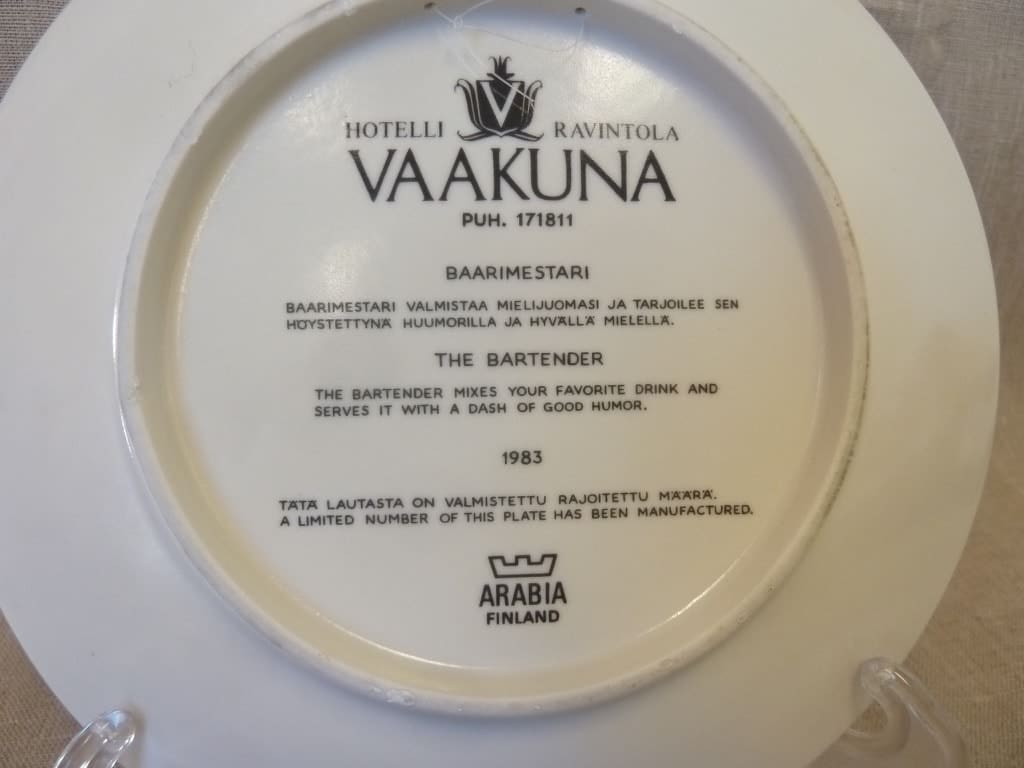 V
HOTELLI RAVINTOLA
VAAKUNA
PUH. 171811
BAARIMESTARI
BAARIMESTARI VALMISTAA MIELIJUOMASI JA TARJOILEE SEN
HÖYSTETTYNÄ HUUMORILLA JA HYVÄLLÄ MIELELLÄ.
THE BARTENDER
THE BARTENDER MIXES YOUR FAVORITE DRINK AND
SERVES IT WITH A DASH OF GOOD HUMOR.
1983
TÄTÄ LAUTASTA ON VALMISTETTU RAJOITETTU MÄÄRÄ.
A LIMITED NUMBER OF THIS PLATE HAS BEEN MANUFACTURED.
ARABIA
FINLAND